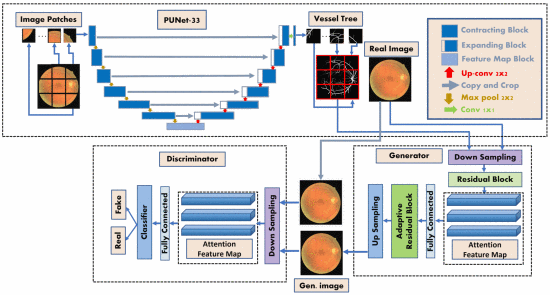 Image Patches
PUNet-33
Vessel Tree
Real Image
Contracting Block
Expanding Block
Feature Map Block
Up-conv 2X2
Copy and Crop
Max pool 2X2
Conv 1X1
Discriminator
Generator
Down Sampling
Residual Block
Fake
Real
Classifier
Fully Connected
Attention
Feature Map
Down Sampling
Gen. image
Up Sampling
Adaptive
Residual Block
Fully Connected
Attention
Feature Map